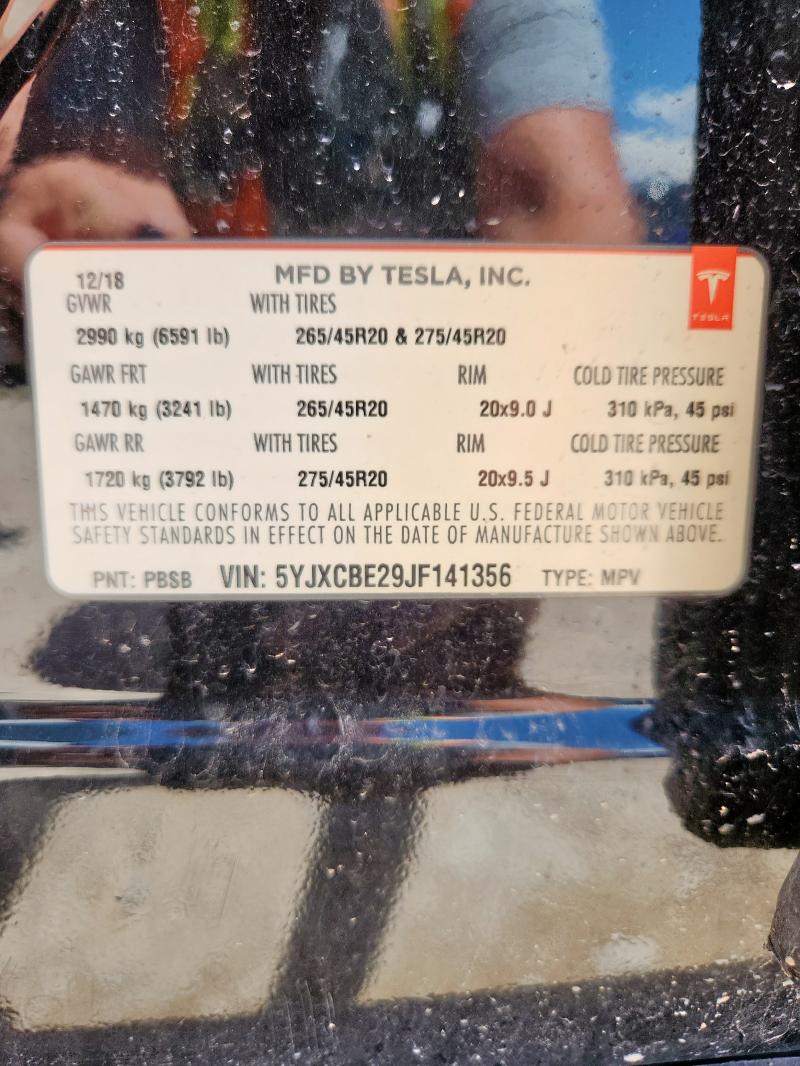 12/18 MFD BY TESLA, INC.
TESLA
GVWR WITH TIRES
2990 kg (6591 lb) 265/45R20 & 275/45R20
GAWR FRT WITH TIRES RIM COLD TIRE PRESSURE
1470 kg (3241 lb) 265/45R20 20x9.0 J 310 kPa, 45 psi
GAWR RR WITH TIRES RIM COLD TIRE PRESSURE
1720 kg (3792 lb) 275/45R20 20x9.5 J 310 kPa, 45 psi
THIS VEHICLE CONFORMS TO ALL APPLICABLE U.S. FEDERAL MOTOR VEHICLE
SAFETY STANDARDS IN EFFECT ON THE DATE OF MANUFACTURE SHOWN ABOVE.
PNT: PBSB VIN: 5YJXCBE29JF141356 TYPE: MPV